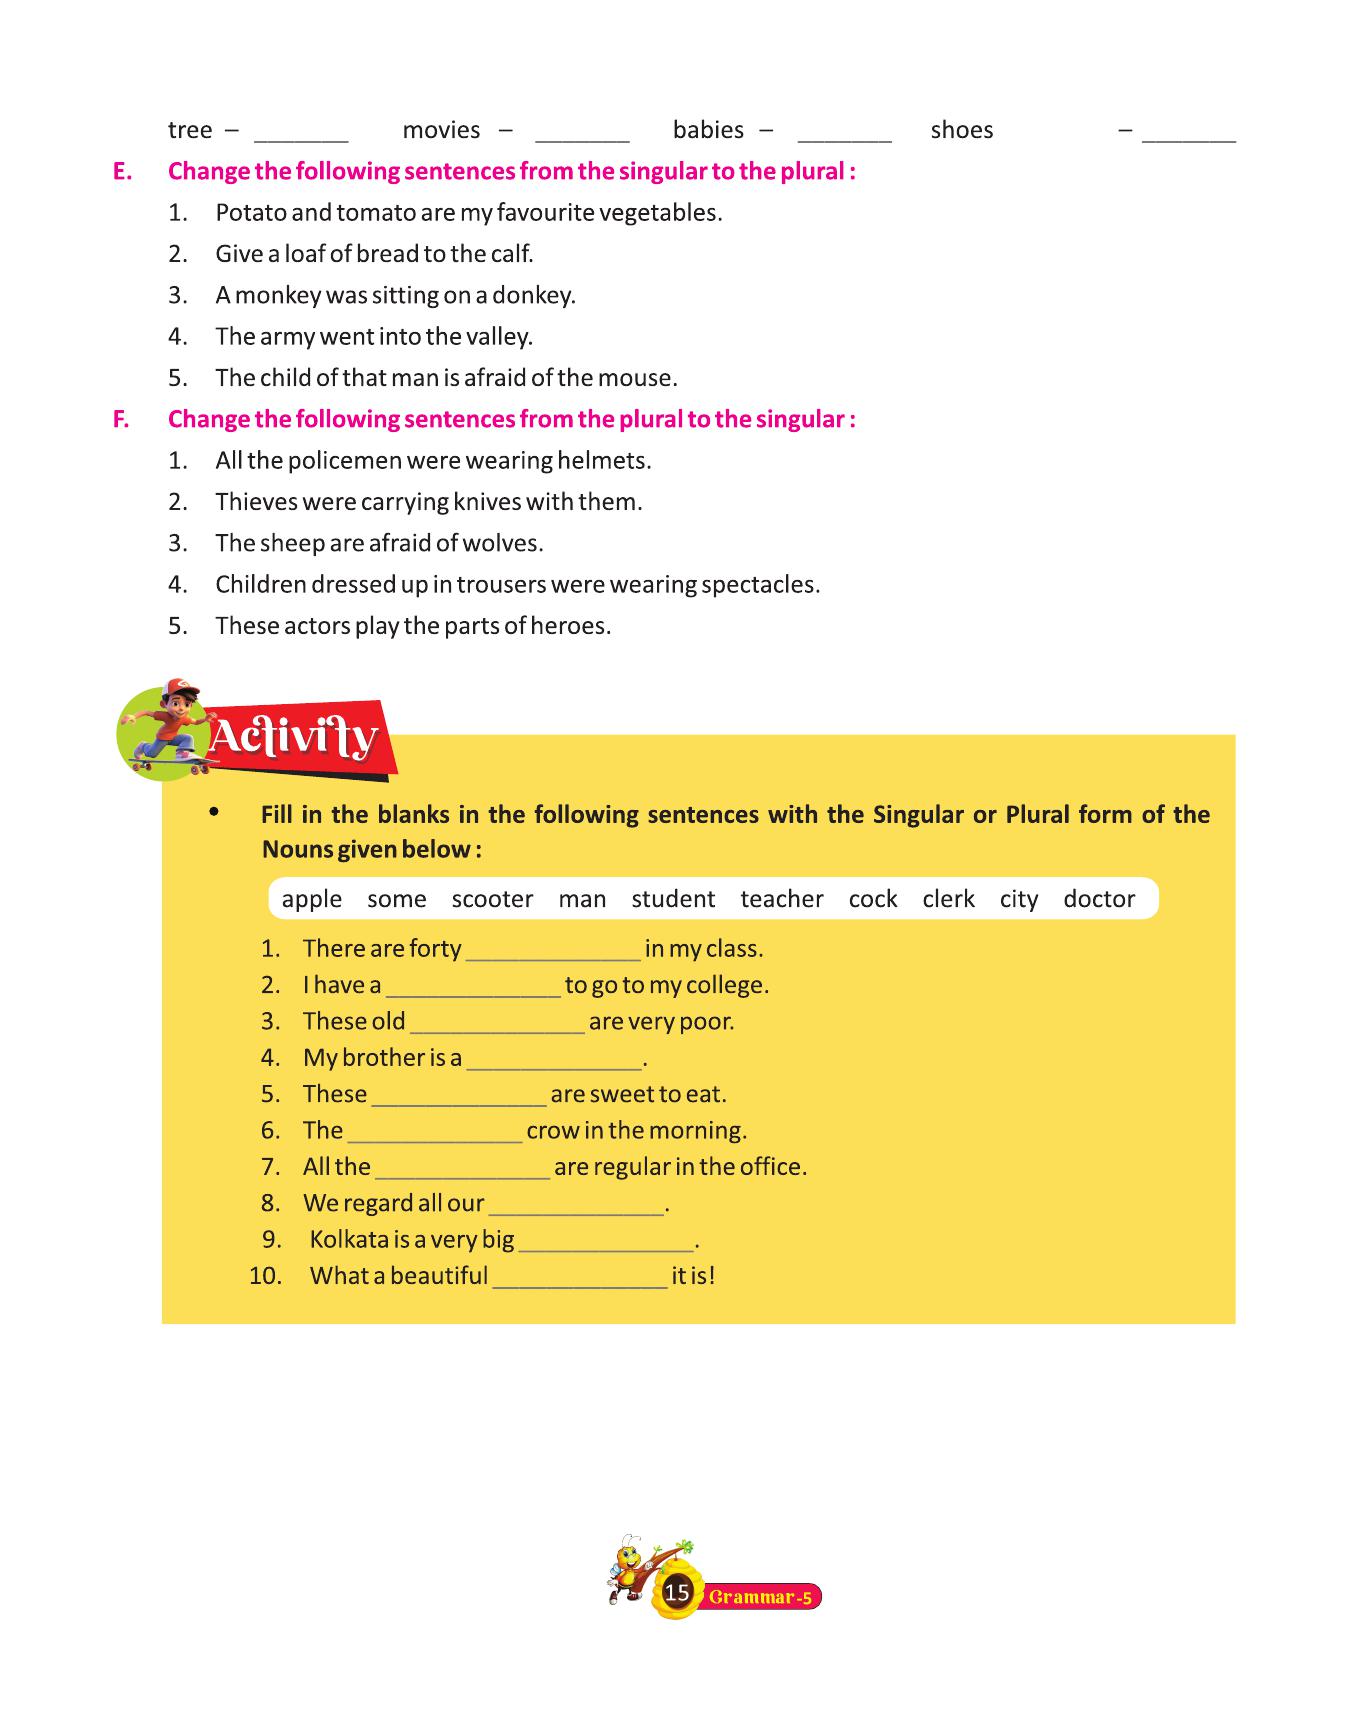 tree – _______ movies – _______ babies – _______ shoes – _______
E. Change the following sentences from the singular to the plural :
1. Potato and tomato are my favourite vegetables.
2. Give a loaf of bread to the calf.
3. A monkey was sitting on a donkey.
4. The army went into the valley.
5. The child of that man is afraid of the mouse.
F. Change the following sentences from the plural to the singular :
1. All the policemen were wearing helmets.
2. Thieves were carrying knives with them.
3. The sheep are afraid of wolves.
4. Children dressed up in trousers were wearing spectacles.
5. These actors play the parts of heroes.
Activity
• Fill in the blanks in the following sentences with the Singular or Plural form of the
Nouns given below :
apple some scooter man student teacher cock clerk city doctor
1. There are forty _____________ in my class.
2. I have a _____________ to go to my college.
3. These old _____________ are very poor.
4. My brother is a _____________.
5. These _____________ are sweet to eat.
6. The _____________ crow in the morning.
7. All the _____________ are regular in the office.
8. We regard all our _____________.
9. Kolkata is a very big _____________.
10. What a beautiful _____________ it is!
15 Grammar-5